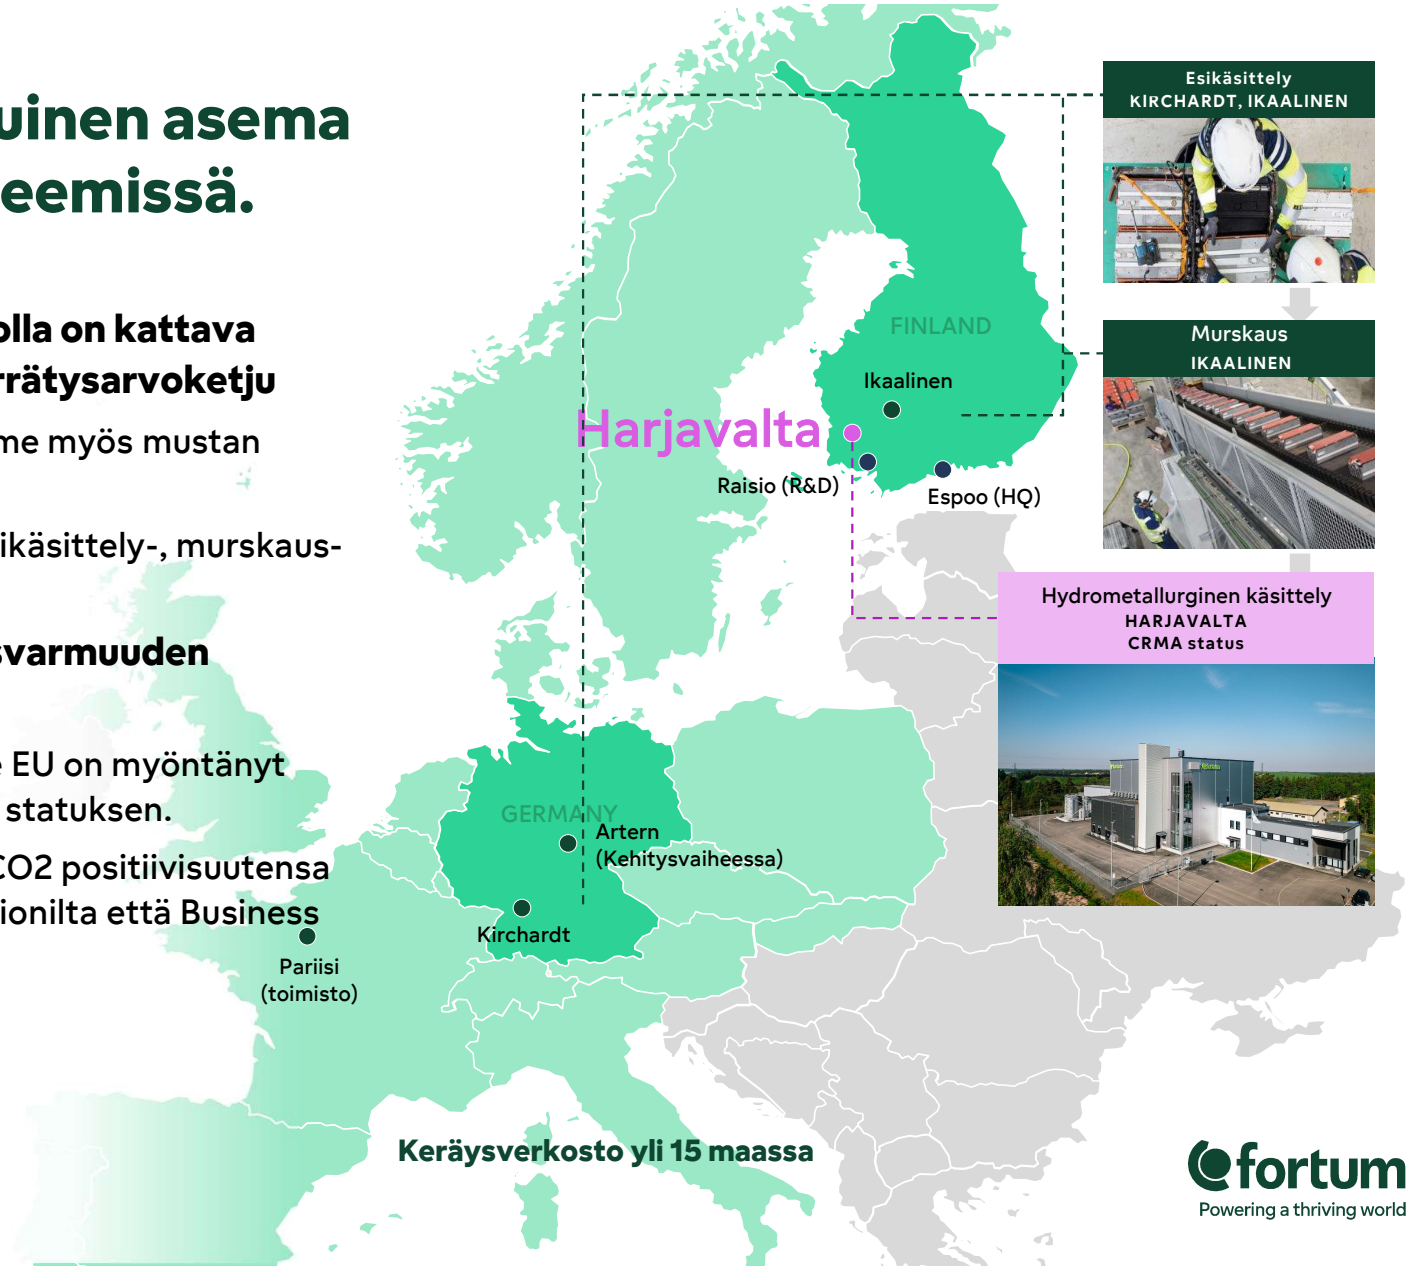 uinen asema
eemissä.
olla on kattava
rrätysarvoketju
me myös mustan
ikäsittely-, murskaus-
svarmuuden
e EU on myöntänyt
statuksen.
CO2 positiivisuutensa
ionilta että Business
Esikäsittely
KIRCHARDT, IKAALINEN
Murskaus
IKAALINEN
Hydrometallurginen käsittely
HARJAVALTA
CRMA status
FINLAND
Ikaalinen
Harjavalta
Raisio (R&D)
Espoo (HQ)
GERMANY
Artern
(Kehitysvaiheessa)
Kirchardt
Pariisi
(toimisto)
Keräysverkosto yli 15 maassa
fortum
Powering a thriving world